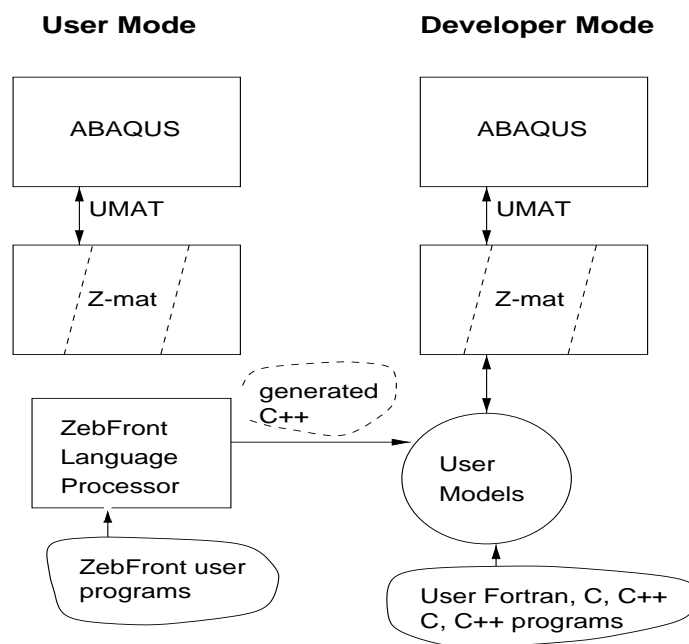 User Mode
Developer Mode
ABAQUS
ABAQUS
UMAT
UMAT
Z-mat
Z-mat
generated
C++
ZebFront
Language
Processor
User
Models
ZebFront user
programs
User Fortran, C, C++
C, C++ programs